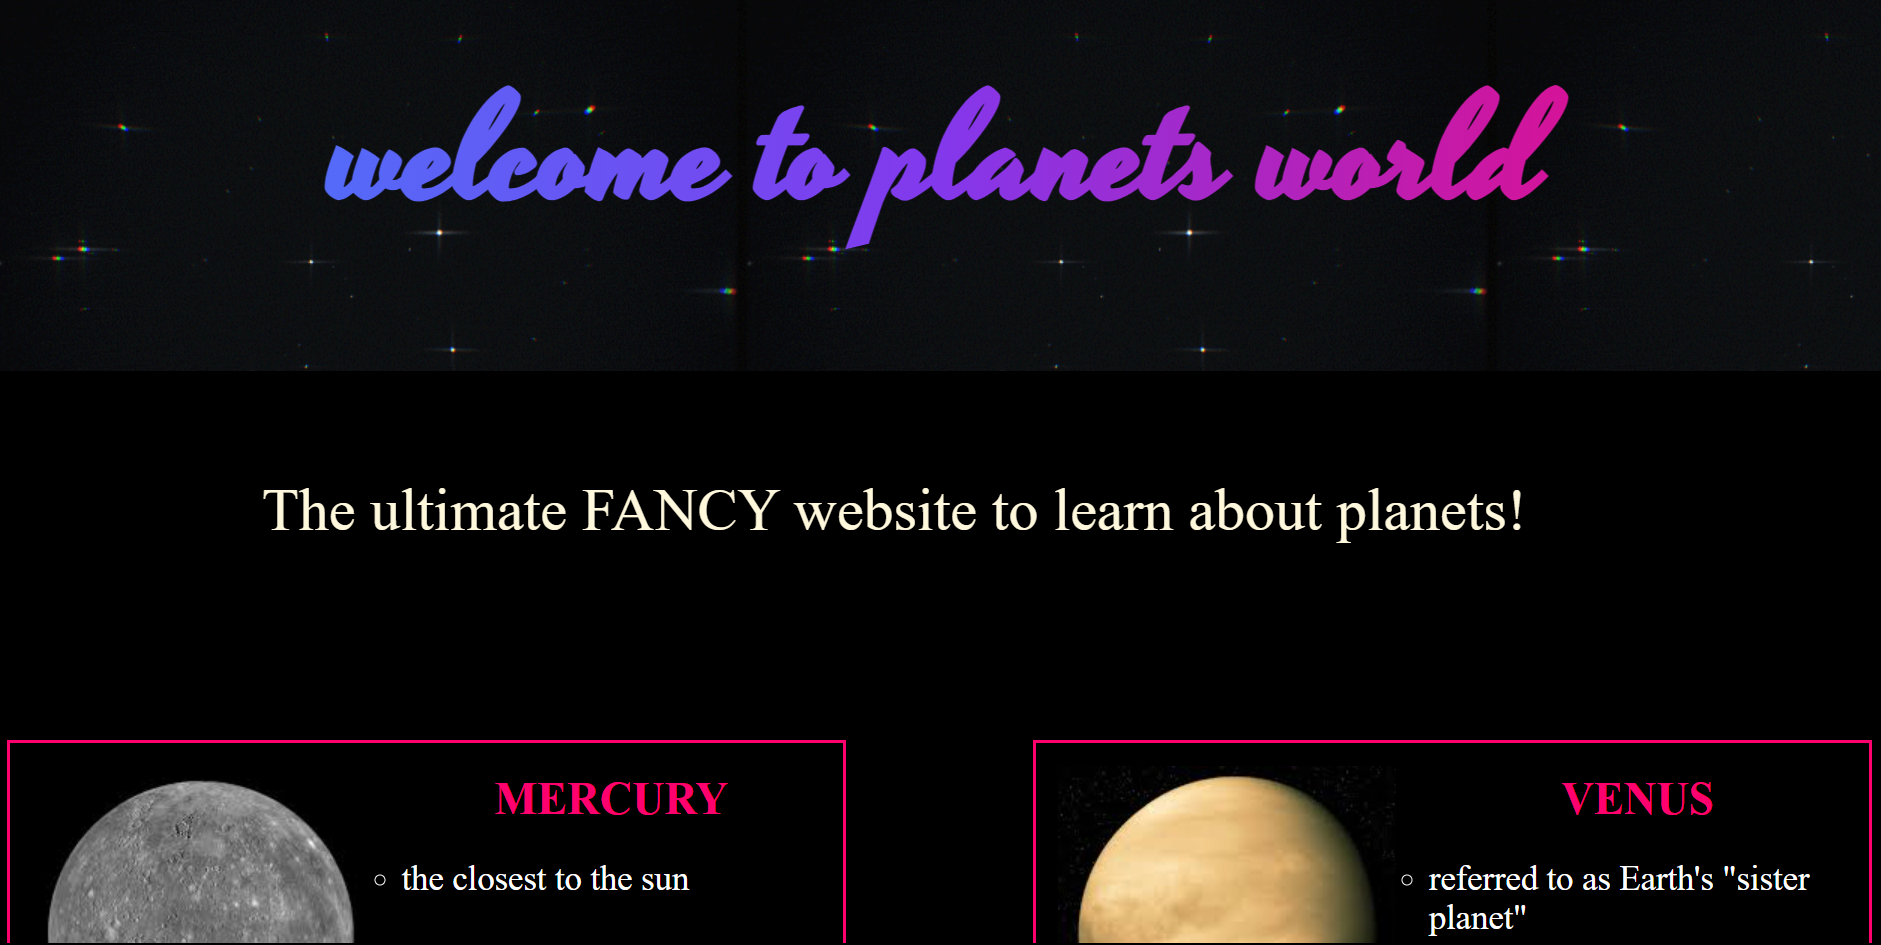 welcome to planets world
The ultimate FANCY website to learn about planets!
MERCURY
the closest to the sun
VENUS
referred to as Earth's "sister
planet"